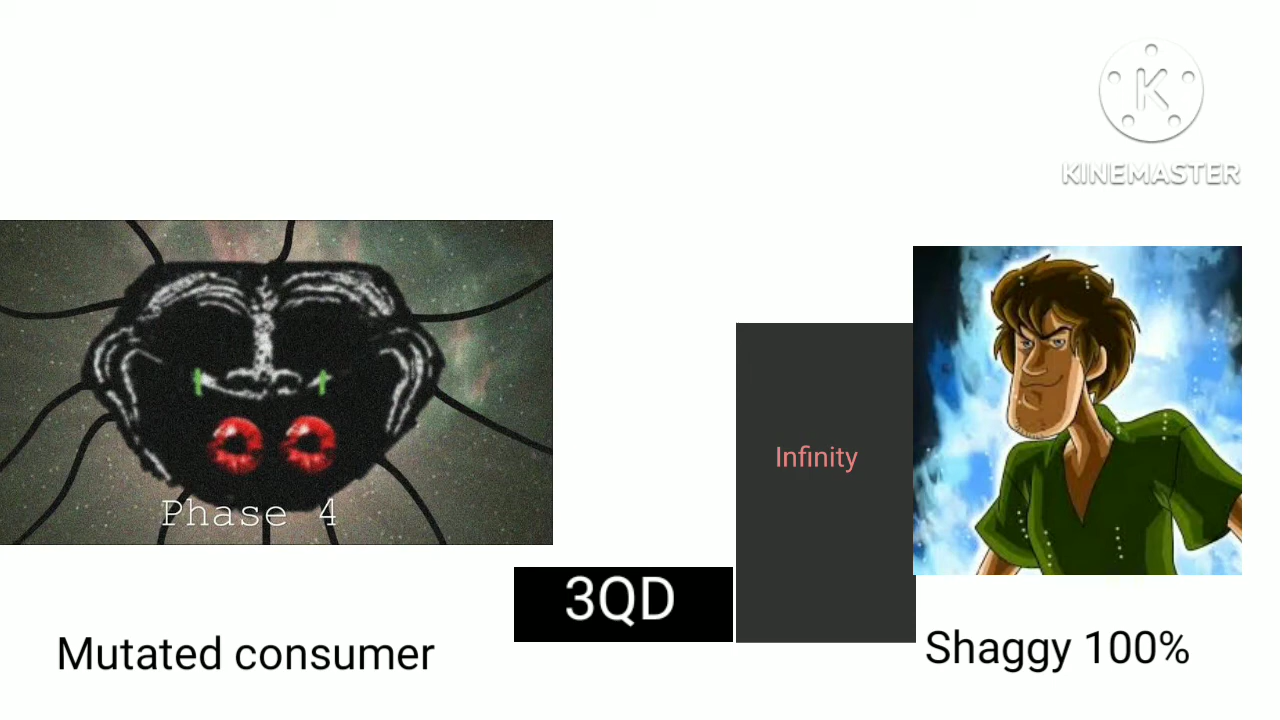 K
KINEMASTER
Infinity
Phase 4
3QD
Mutated consumer
Shaggy 100%